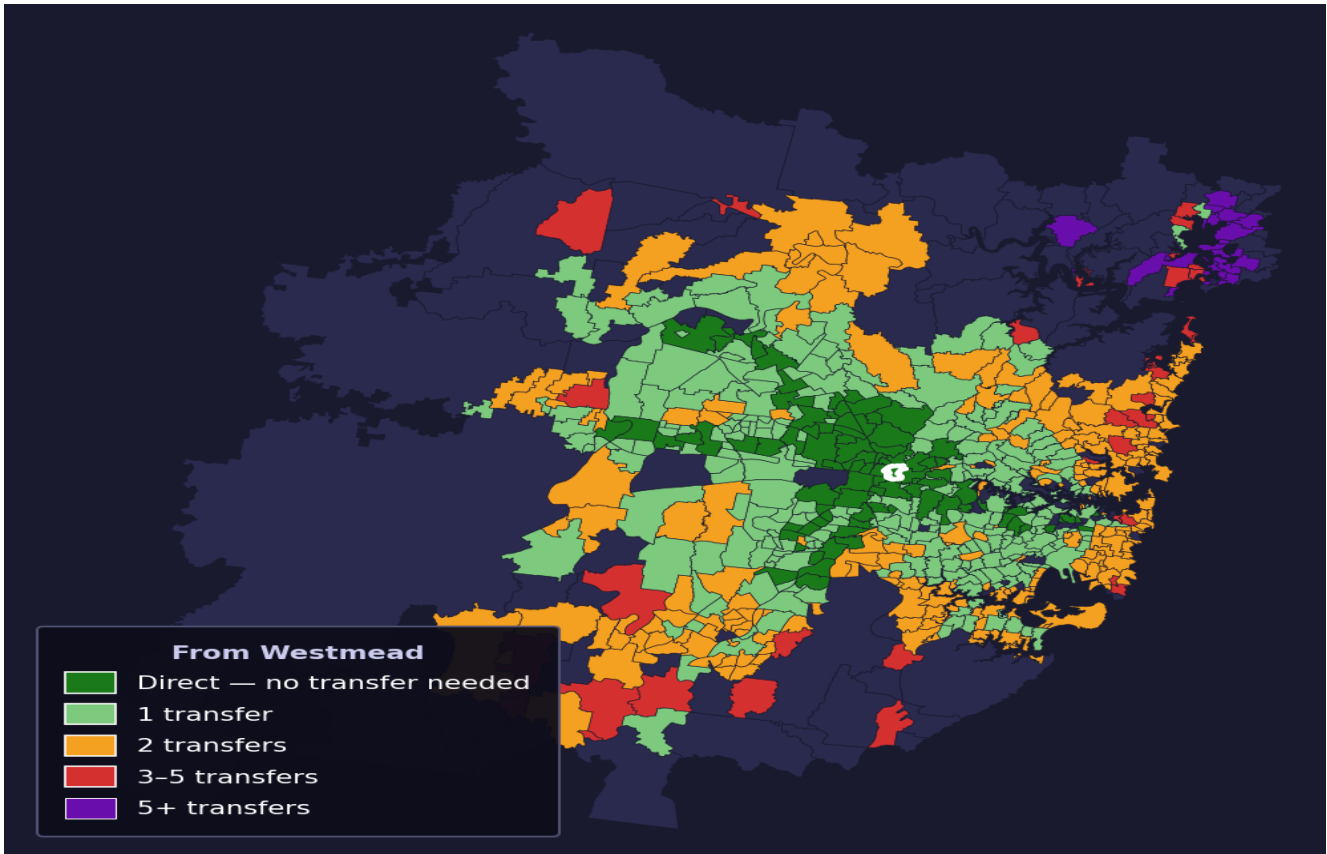 From Westmead
Direct — no transfer needed
1 transfer
2 transfers
3–5 transfers
5+ transfers